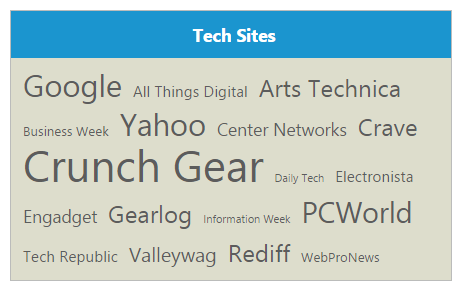 Tech Sites
Google All Things Digital Arts Technica
Business Week Yahoo Center Networks Crave
Crunch Gear Daily Tech Electronista
Engadget Gearlog Information Week PCWorld
Tech Republic Valleywag Rediff WebProNews